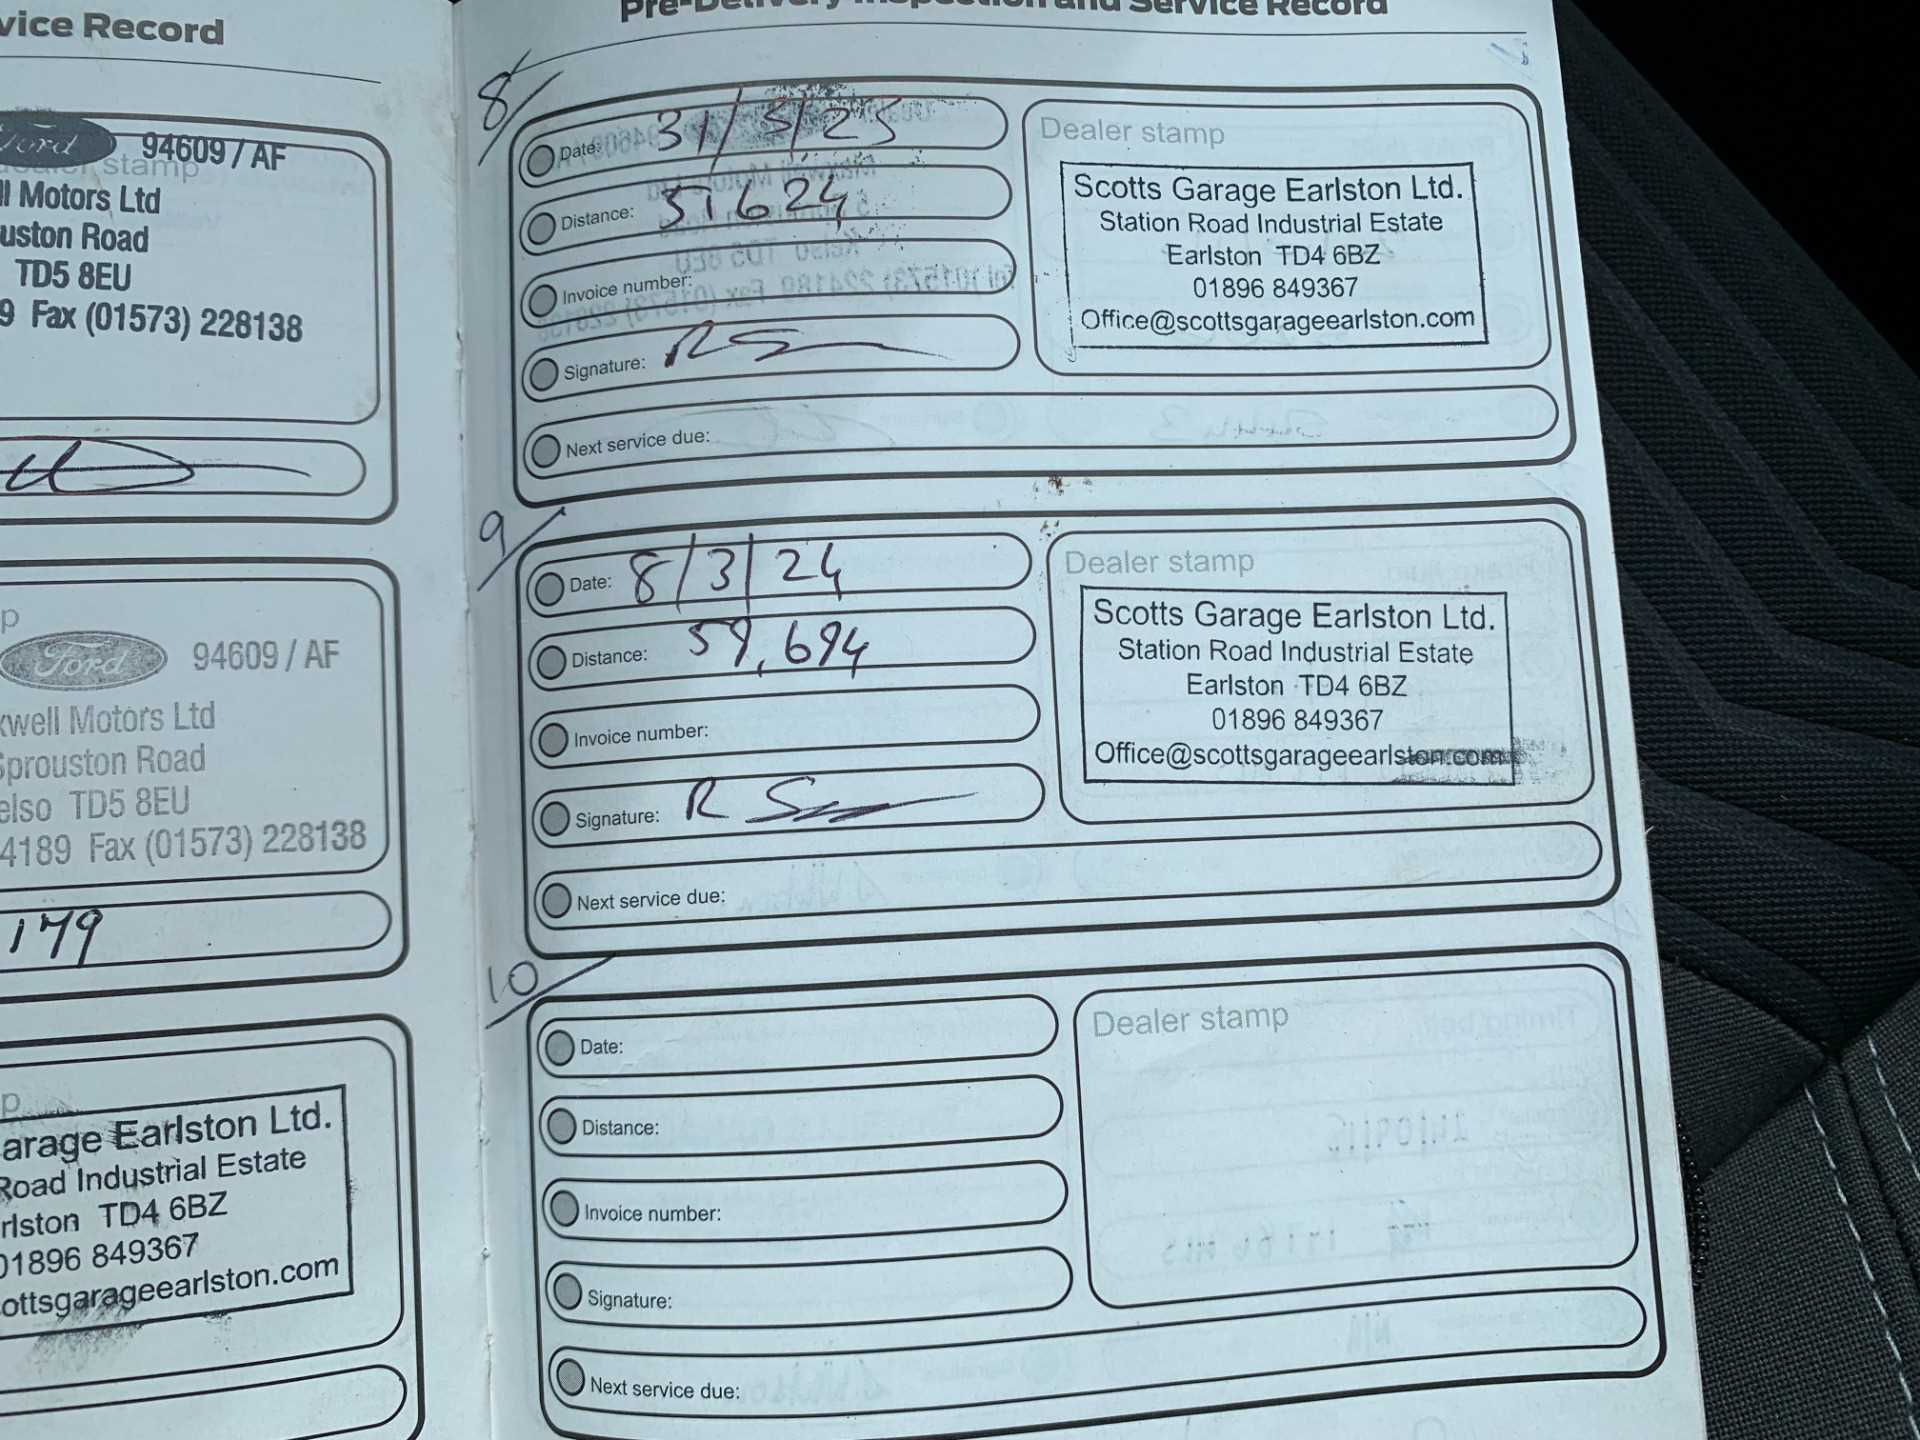 vice Record
Ford 94609 / AF
stamp
ll Motors Ltd
uston Road
TD5 8EU
9 Fax (01573) 228138
p
Ford 94609 / AF
xwell Motors Ltd
Sprouston Road
elso TD5 8EU
4189 Fax (01573) 228138
179
p
arage Earlston Ltd.
Road Industrial Estate
rlston TD4 6BZ
01896 849367
ottsgarageearlston.com
Pre-Delivery Inspection and Service Record
8/
Date: 31/3/23
Distance: 51,624
Invoice number:
Signature:
Next service due:
Dealer stamp
Scotts Garage Earlston Ltd.
Station Road Industrial Estate
Earlston TD4 6BZ
01896 849367
Office@scottsgarageearlston.com
9/
Date: 8/3/24
Distance: 59,694
Invoice number:
Signature:
Next service due:
Dealer stamp
Scotts Garage Earlston Ltd.
Station Road Industrial Estate
Earlston TD4 6BZ
01896 849367
Office@scottsgarageearlston.com
10/
Date:
Distance:
Invoice number:
Signature:
Next service due:
Dealer stamp